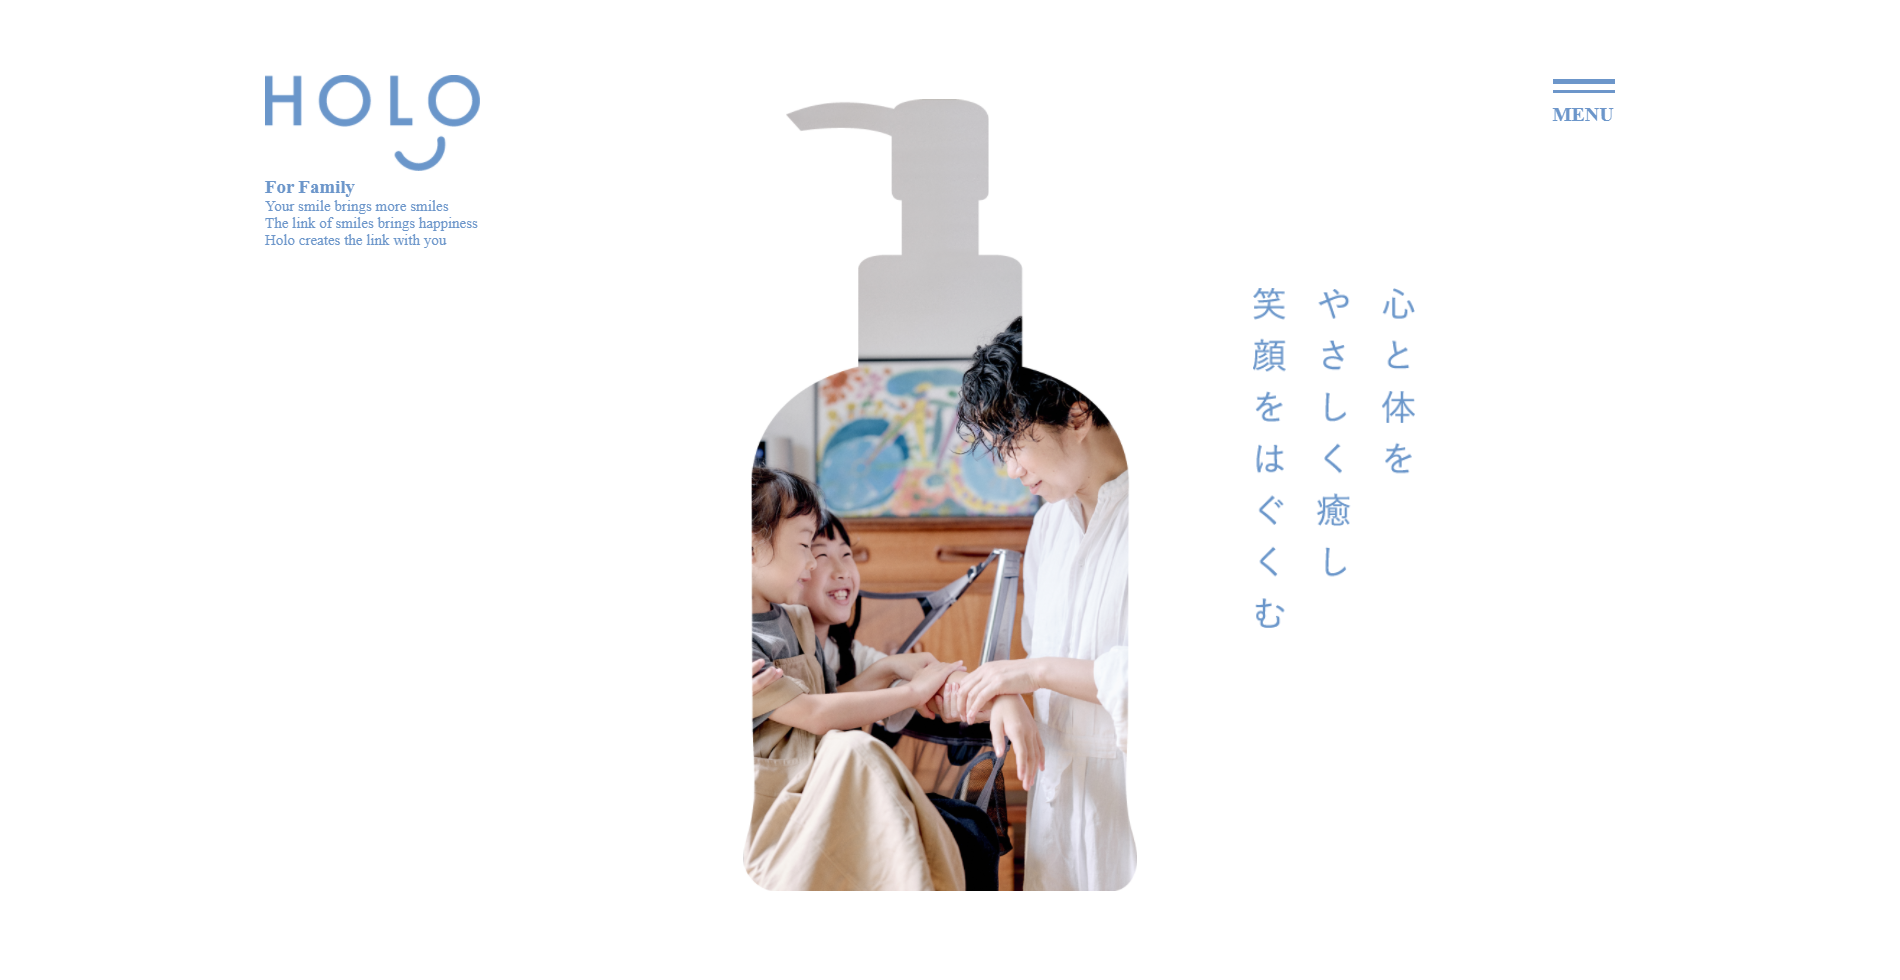 HOLO
For Family
Your smile brings more smiles
The link of smiles brings happiness
Holo creates the link with you
MENU
心と体を
やさしく癒し
笑顔をはぐくむ